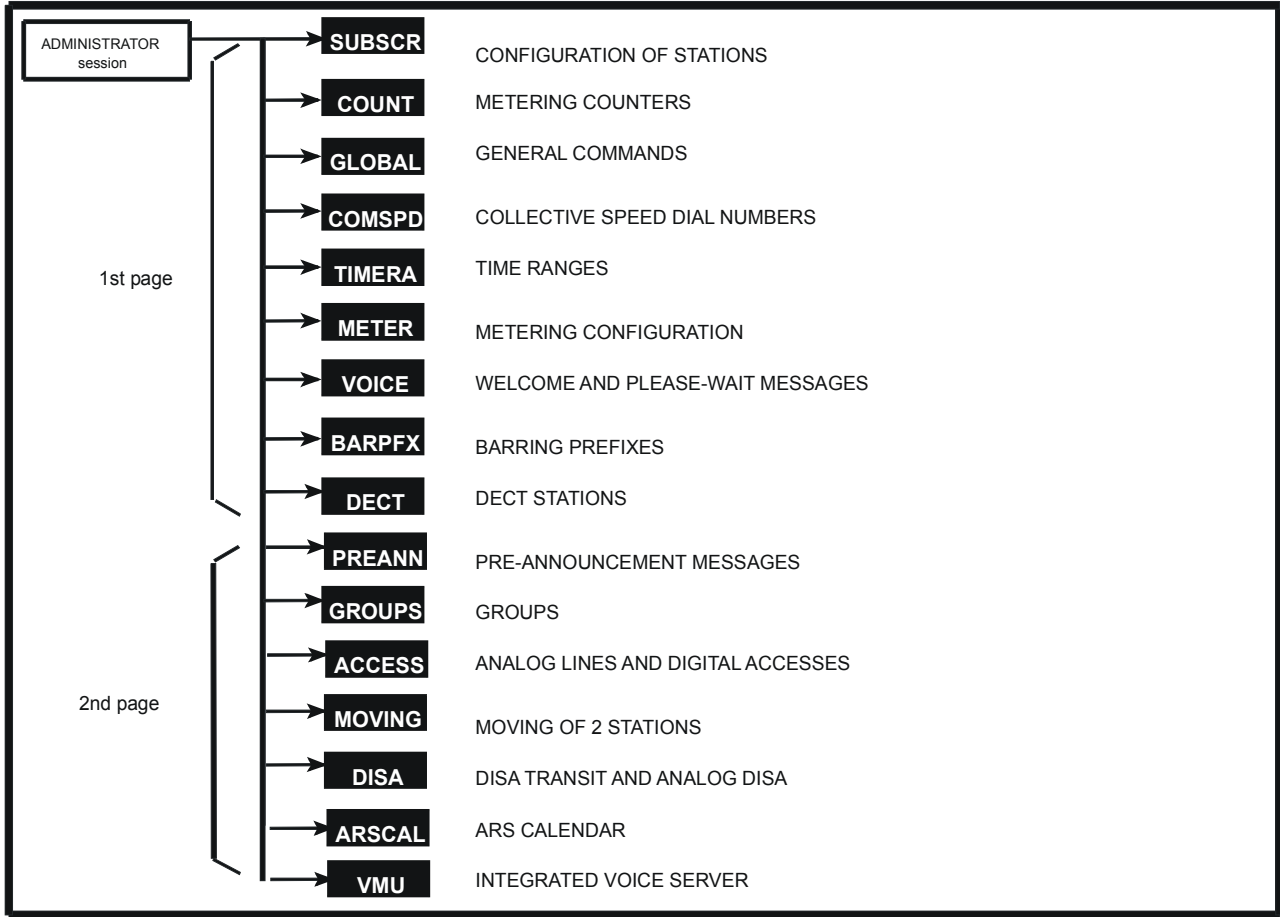 ADMINISTRATOR
session
SUBSCR
CONFIGURATION OF STATIONS
COUNT
METERING COUNTERS
GLOBAL
GENERAL COMMANDS
COMSPD
COLLECTIVE SPEED DIAL NUMBERS
1st page
TIMERA
TIME RANGES
METER
METERING CONFIGURATION
VOICE
WELCOME AND PLEASE-WAIT MESSAGES
BARPFX
BARRING PREFIXES
DECT
DECT STATIONS
PREANN
PRE-ANNOUNCEMENT MESSAGES
GROUPS
GROUPS
ACCESS
ANALOG LINES AND DIGITAL ACCESSES
2nd page
MOVING
MOVING OF 2 STATIONS
DISA
DISA TRANSIT AND ANALOG DISA
ARSCAL
ARS CALENDAR
VMU
INTEGRATED VOICE SERVER